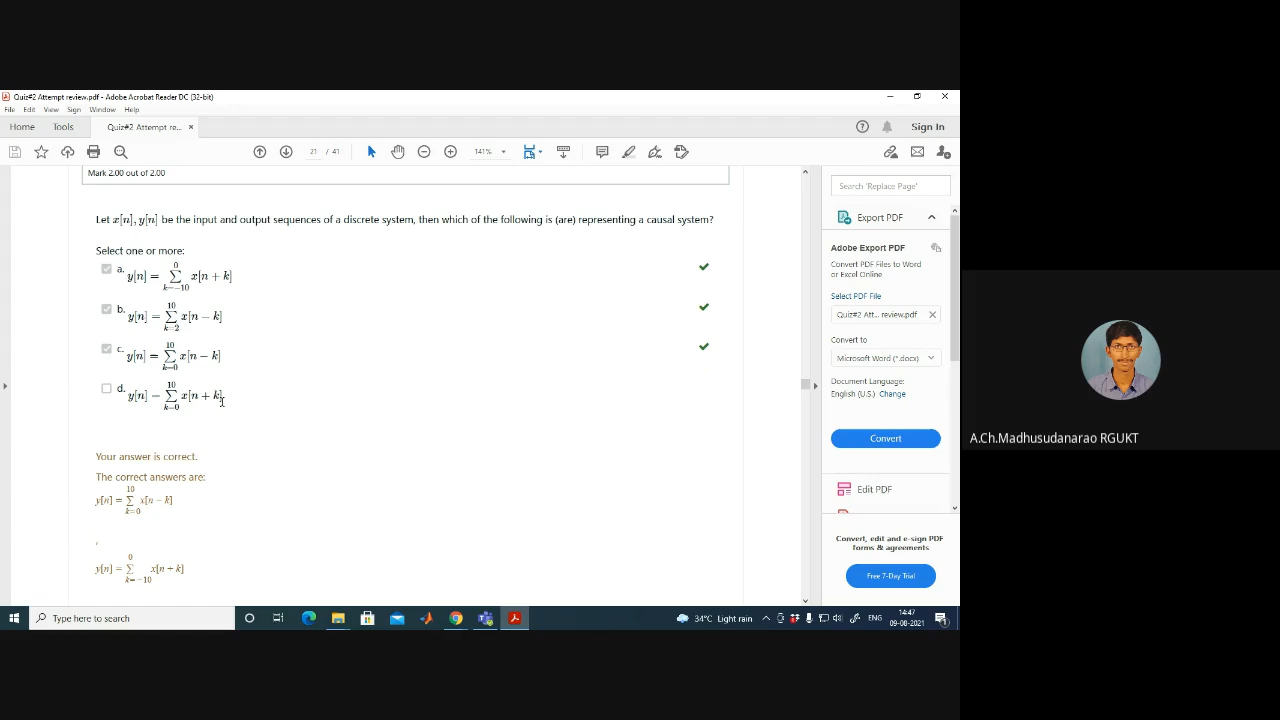 Quiz#2 Attempt review.pdf - Adobe Acrobat Reader DC (32-bit)
File Edit View Sign Window Help
Home Tools Quiz#2 Attempt re... × Sign In
21 / 41 141%
Mark 2.00 out of 2.00
Let x[n], y[n] be the input and output sequences of a discrete system, then which of the following is (are) representing a causal system?
Select one or more:
a. y[n] = ∑_{k=−10}^{0} x[n + k]
b. y[n] = ∑_{k=2}^{10} x[n − k]
c. y[n] = ∑_{k=0}^{10} x[n − k]
d. y[n] = ∑_{k=0}^{10} x[n + k]
Your answer is correct.
The correct answers are:
y[n] = ∑_{k=0}^{10} x[n − k]
,
y[n] = ∑_{k=−10}^{0} x[n + k]
Search 'Replace Page'
Export PDF
Adobe Export PDF
Convert PDF Files to Word
or Excel Online
Select PDF File
Quiz#2 Att... review.pdf
Convert to
Microsoft Word (*.docx)
Document Language:
English (U.S.) Change
Convert
Edit PDF
Convert, edit and e-sign PDF
forms & agreements
Free 7-Day Trial
Type here to search
34°C Light rain
ENG
14:47
09-08-2021
1
A.Ch.Madhusudanarao RGUKT